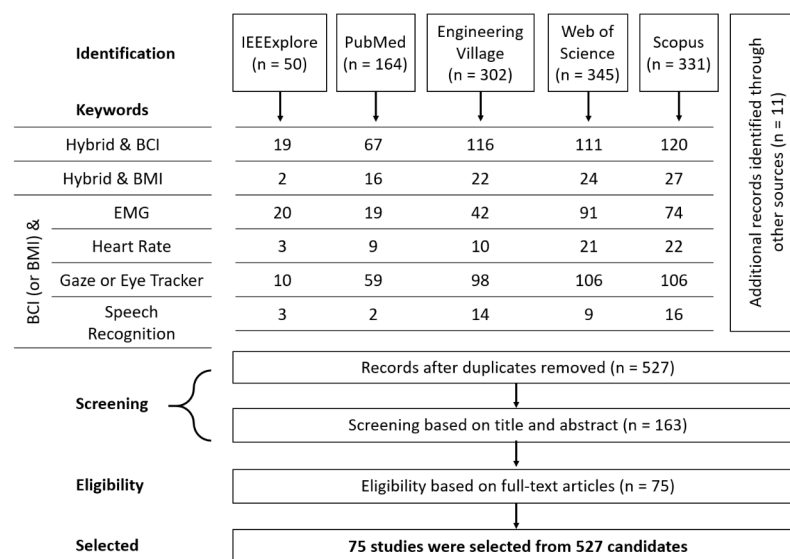 Identification
IEEExplore
(n = 50)
PubMed
(n = 164)
Engineering
Village
(n = 302)
Web of
Science
(n = 345)
Scopus
(n = 331)
Additional records identified through
other sources (n = 11)
Keywords
Hybrid & BCI 19 67 116 111 120
Hybrid & BMI 2 16 22 24 27
BCI (or BMI) &
EMG 20 19 42 91 74
Heart Rate 3 9 10 21 22
Gaze or Eye Tracker 10 59 98 106 106
Speech
Recognition 3 2 14 9 16
Screening
Records after duplicates removed (n = 527)
Screening based on title and abstract (n = 163)
Eligibility
Eligibility based on full-text articles (n = 75)
Selected
75 studies were selected from 527 candidates